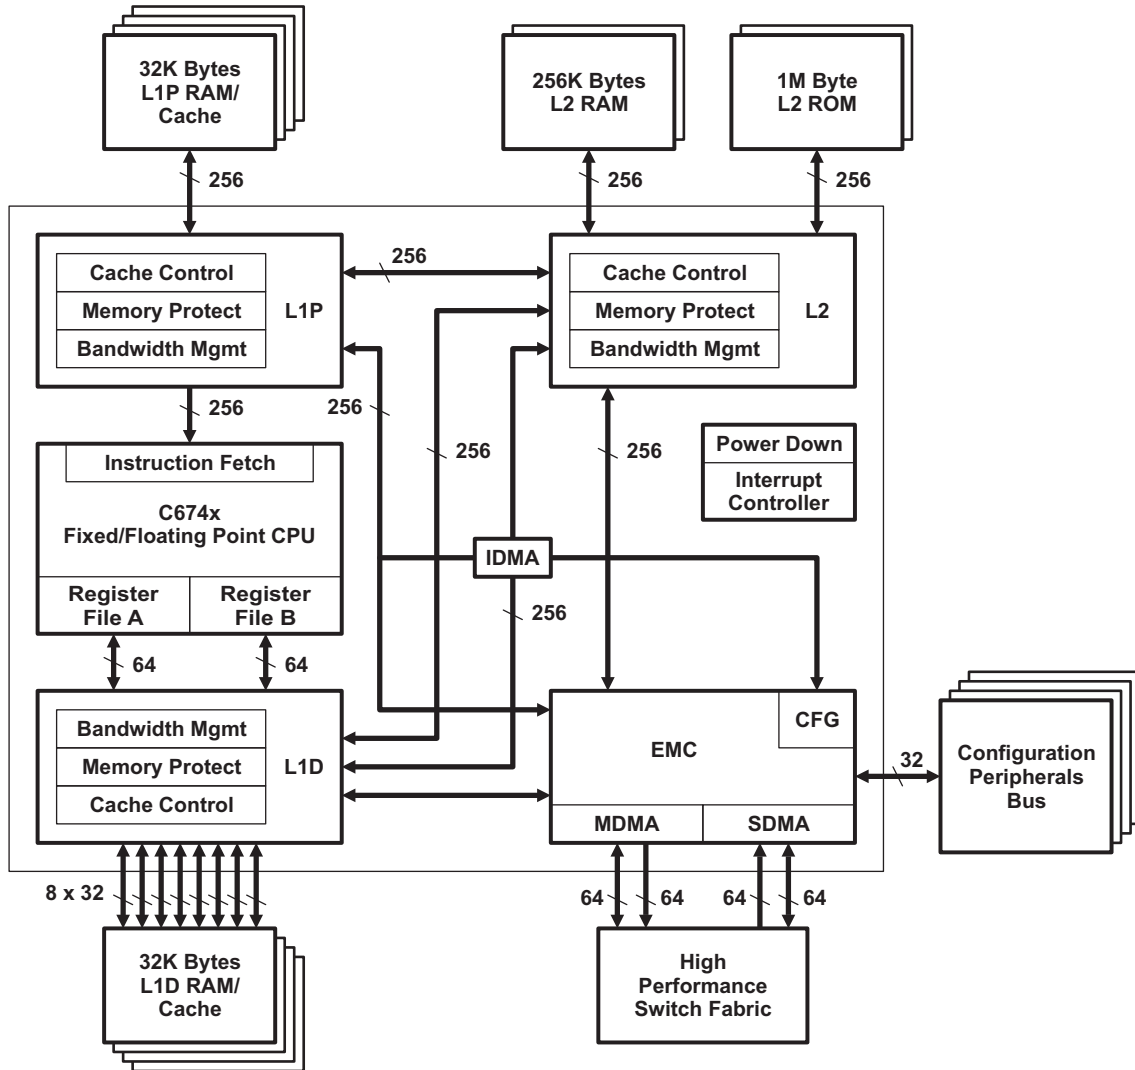 32K Bytes
L1P RAM/
Cache
256K Bytes
L2 RAM
1M Byte
L2 ROM
256
256
256
Cache Control
Memory Protect
Bandwidth Mgmt
L1P
256
Cache Control
Memory Protect
Bandwidth Mgmt
L2
256
256
256
256
Instruction Fetch
C674x
Fixed/Floating Point CPU
Register
File A
Register
File B
Power Down
Interrupt
Controller
IDMA
256
64
64
Bandwidth Mgmt
Memory Protect
Cache Control
L1D
EMC
CFG
MDMA
SDMA
32
Configuration
Peripherals
Bus
8 x 32
64
64
64
64
32K Bytes
L1D RAM/
Cache
High
Performance
Switch Fabric